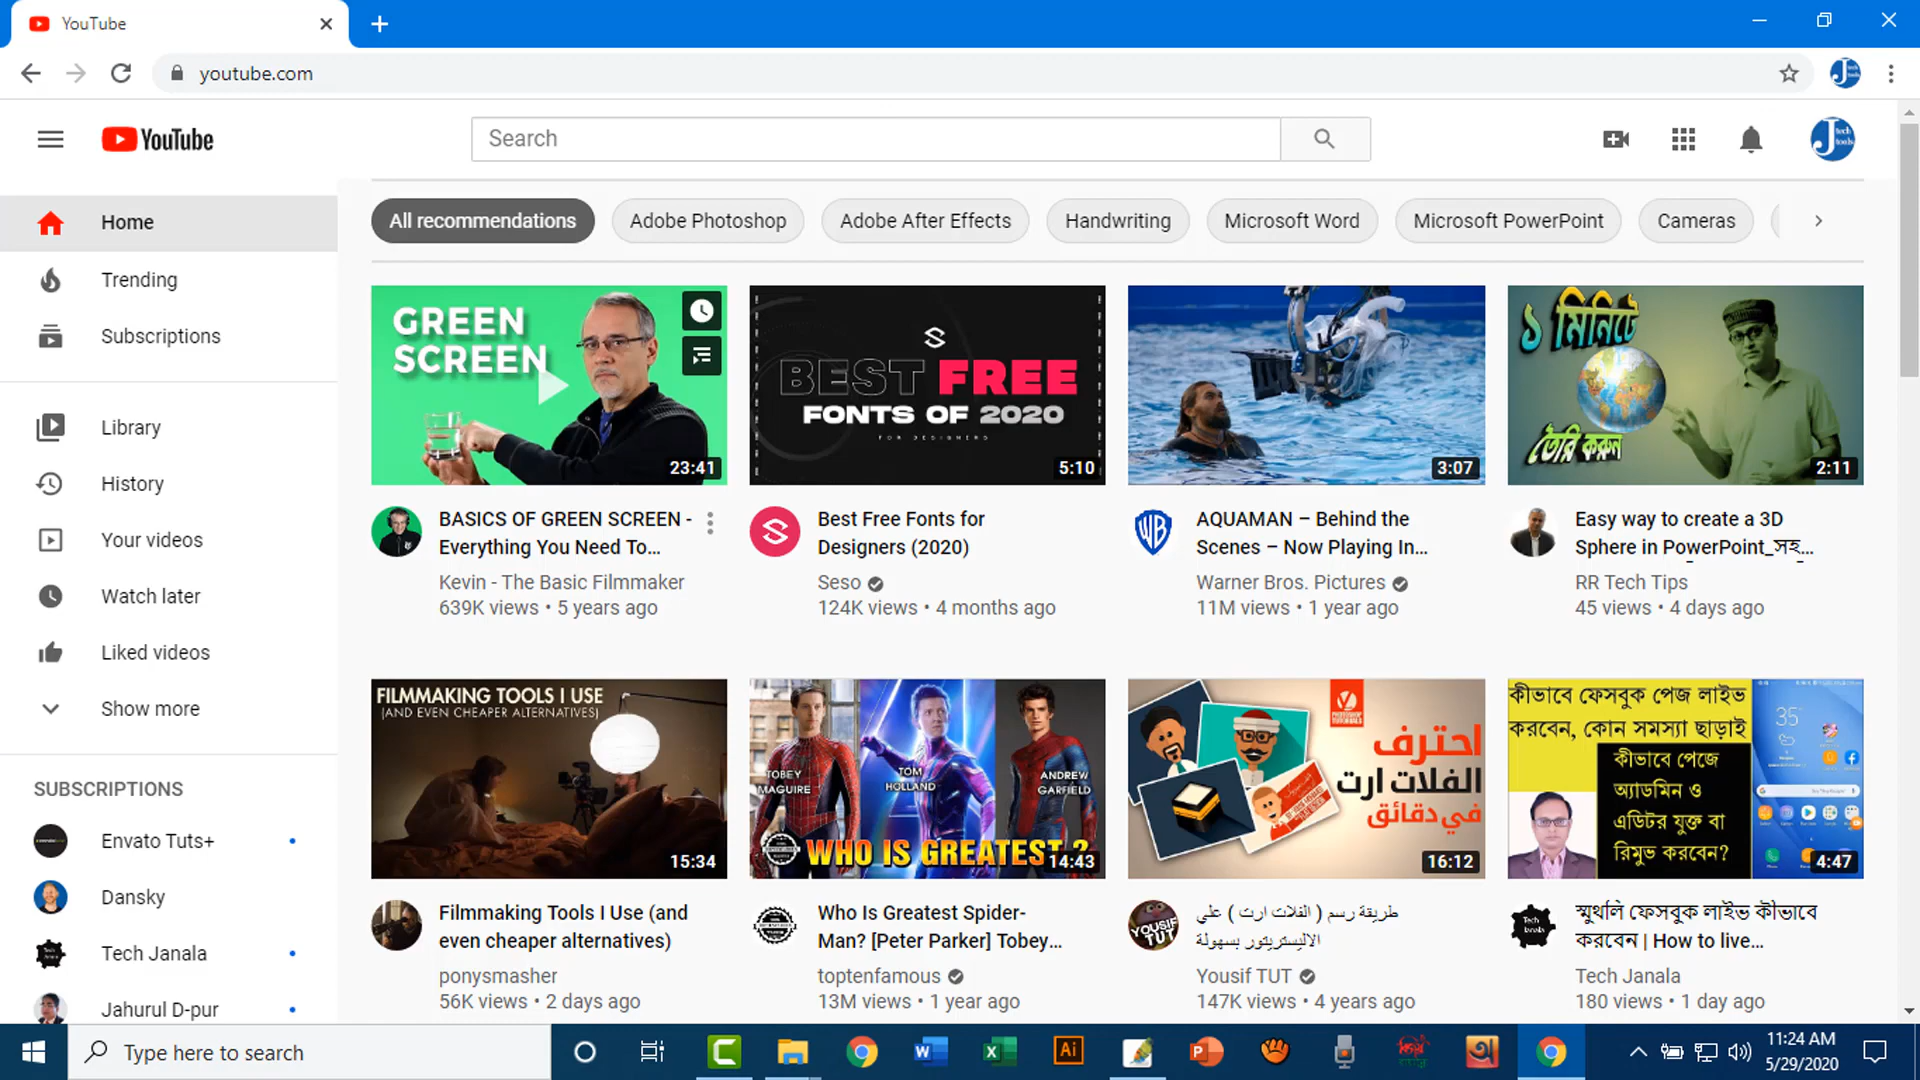 YouTube
youtube.com
YouTube
Search
Home
Trending
Subscriptions
Library
History
Your videos
Watch later
Liked videos
Show more
SUBSCRIPTIONS
Envato Tuts+
Dansky
Tech Janala
Jahurul D-pur
All recommendations
Adobe Photoshop
Adobe After Effects
Handwriting
Microsoft Word
Microsoft PowerPoint
Cameras
GREEN
SCREEN
23:41
BASICS OF GREEN SCREEN -
Everything You Need To...
Kevin - The Basic Filmmaker
639K views • 5 years ago
BEST FREE
FONTS OF 2020
FOR DESIGNERS
5:10
Best Free Fonts for
Designers (2020)
Seso
124K views • 4 months ago
3:07
AQUAMAN – Behind the
Scenes – Now Playing In...
Warner Bros. Pictures
11M views • 1 year ago
১ মিনিটে
তৈরি করুন
2:11
Easy way to create a 3D
Sphere in PowerPoint_সহ...
RR Tech Tips
45 views • 4 days ago
FILMMAKING TOOLS I USE
(AND EVEN CHEAPER ALTERNATIVES)
15:34
Filmmaking Tools I Use (and
even cheaper alternatives)
ponysmasher
56K views • 2 days ago
TOBEY
MAGUIRE
TOM
HOLLAND
ANDREW
GARFIELD
WHO IS GREATEST ?
14:43
Who Is Greatest Spider-
Man? [Peter Parker] Tobey...
toptenfamous
13M views • 1 year ago
احترف
الفلات ارت
في دقائق
16:12
طريقة رسم ( الفلات ارت ) علي
الاليستريتور بسهولة
YOUSIF
TUT
Yousif TUT
147K views • 4 years ago
কীভাবে ফেসবুক পেজ লাইভ
করবেন, কোন সমস্যা ছাড়াই
কীভাবে পেজে
অ্যাডমিন ও
এডিটর যুক্ত বা
রিমুভ করবেন?
35°
4:47
স্মুথলি ফেসবুক লাইভ কীভাবে
করবেন | How to live...
Tech Janala
180 views • 1 day ago
Type here to search
11:24 AM
5/29/2020